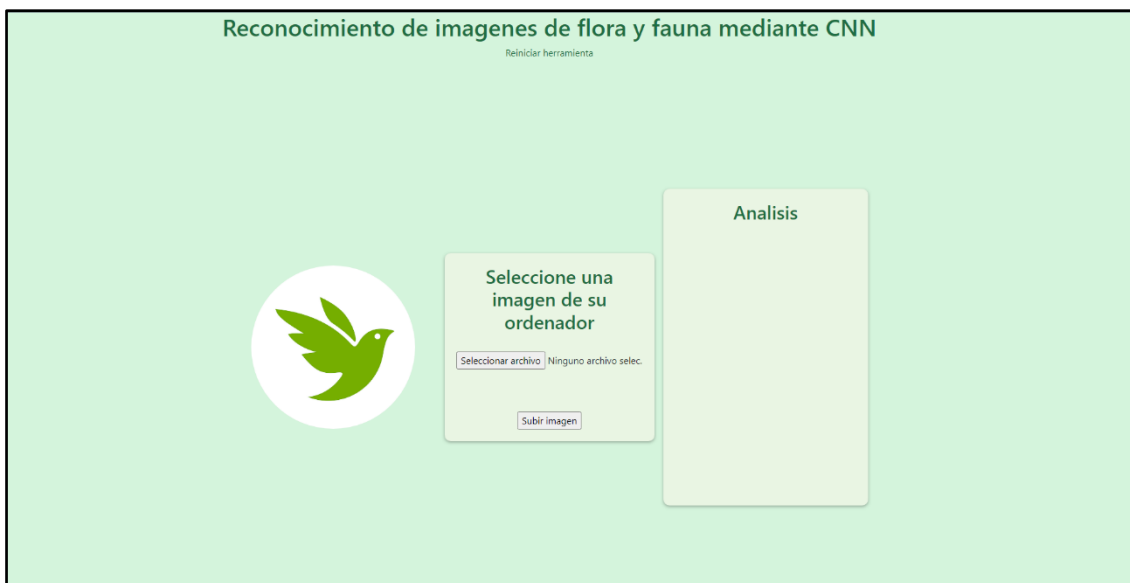 Reconocimiento de imagenes de flora y fauna mediante CNN
Reiniciar herramienta
Seleccione una
imagen de su
ordenador
Seleccionar archivo Ninguno archivo selec.
Subir imagen
Analisis